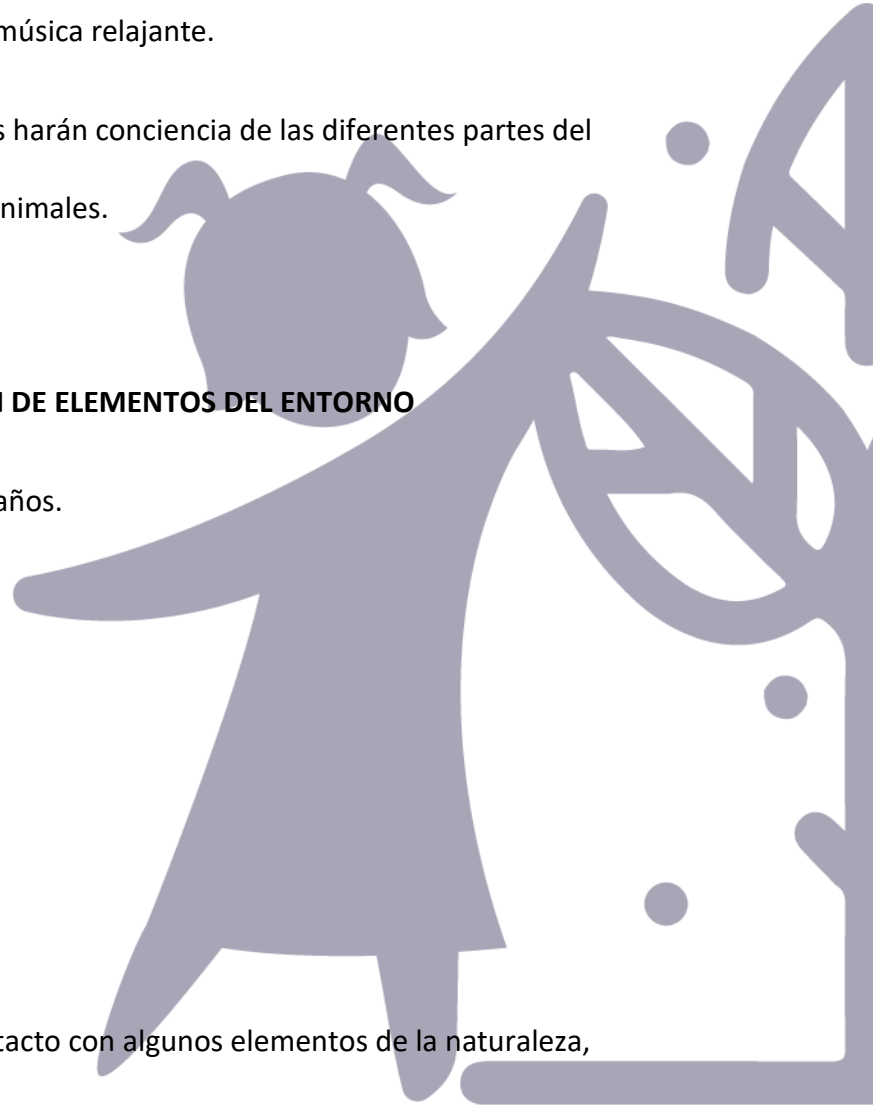 música relajante.
s harán conciencia de las diferentes partes del
nimales.
DE ELEMENTOS DEL ENTORNO
años.
tacto con algunos elementos de la naturaleza,